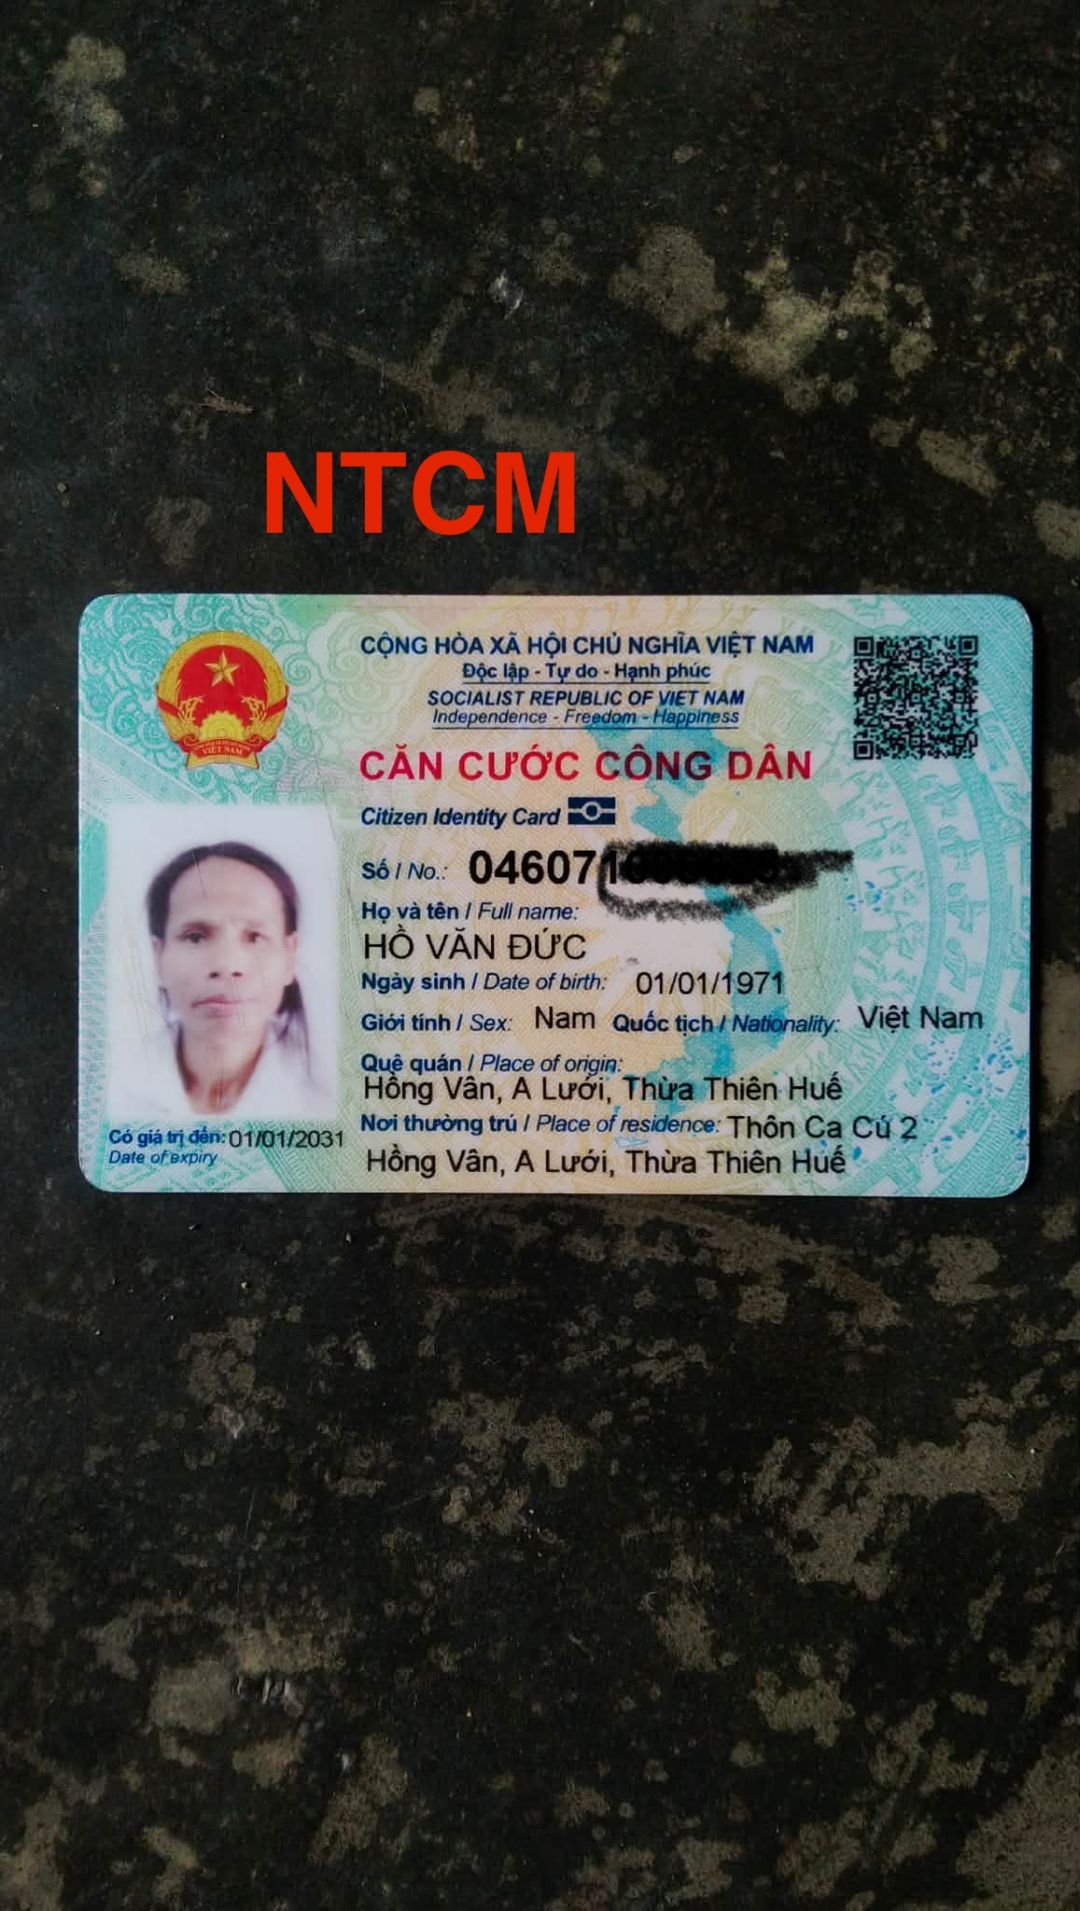 NTCM
CỘNG HÒA XÃ HỘI CHỦ NGHĨA VIỆT NAM
Độc lập - Tự do - Hạnh phúc
SOCIALIST REPUBLIC OF VIET NAM
Independence - Freedom - Happiness
CĂN CƯỚC CÔNG DÂN
Citizen Identity Card
VIỆT NAM
Số / No.: 046071
Họ và tên / Full name:
HỒ VĂN ĐỨC
Ngày sinh / Date of birth: 01/01/1971
Giới tính / Sex: Nam Quốc tịch / Nationality: Việt Nam
Quê quán / Place of origin:
Hồng Vân, A Lưới, Thừa Thiên Huế
Nơi thường trú / Place of residence: Thôn Ca Cú 2
Hồng Vân, A Lưới, Thừa Thiên Huế
Có giá trị đến: 01/01/2031
Date of expiry